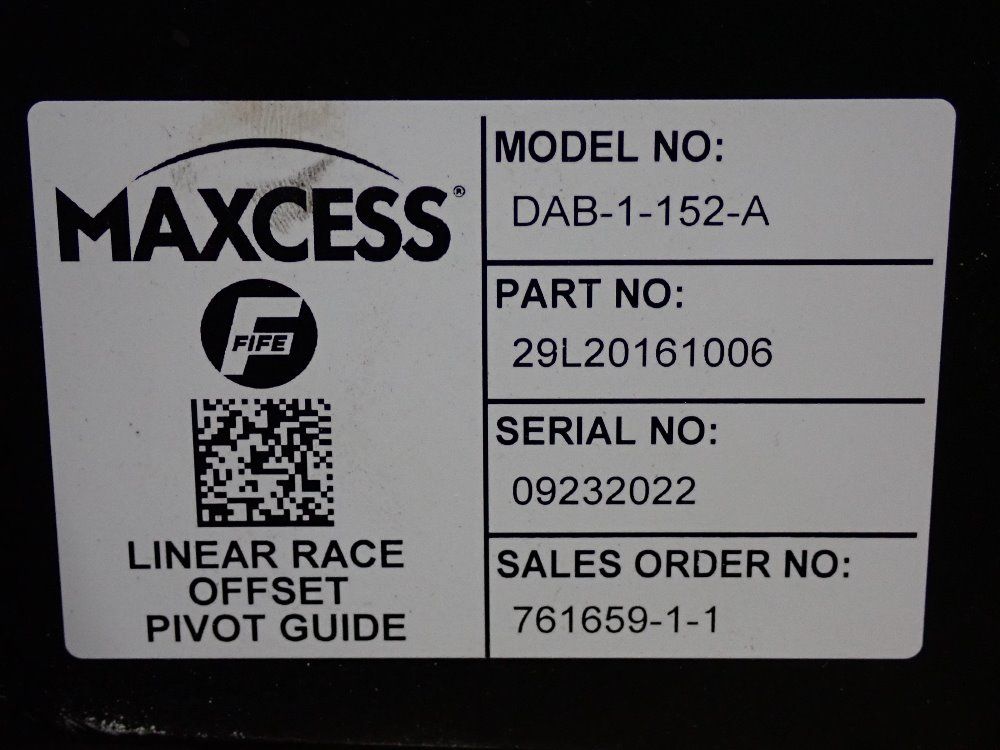 MAXCESS®
FIFE
LINEAR RACE
OFFSET
PIVOT GUIDE
MODEL NO:
DAB-1-152-A
PART NO:
29L20161006
SERIAL NO:
09232022
SALES ORDER NO:
761659-1-1